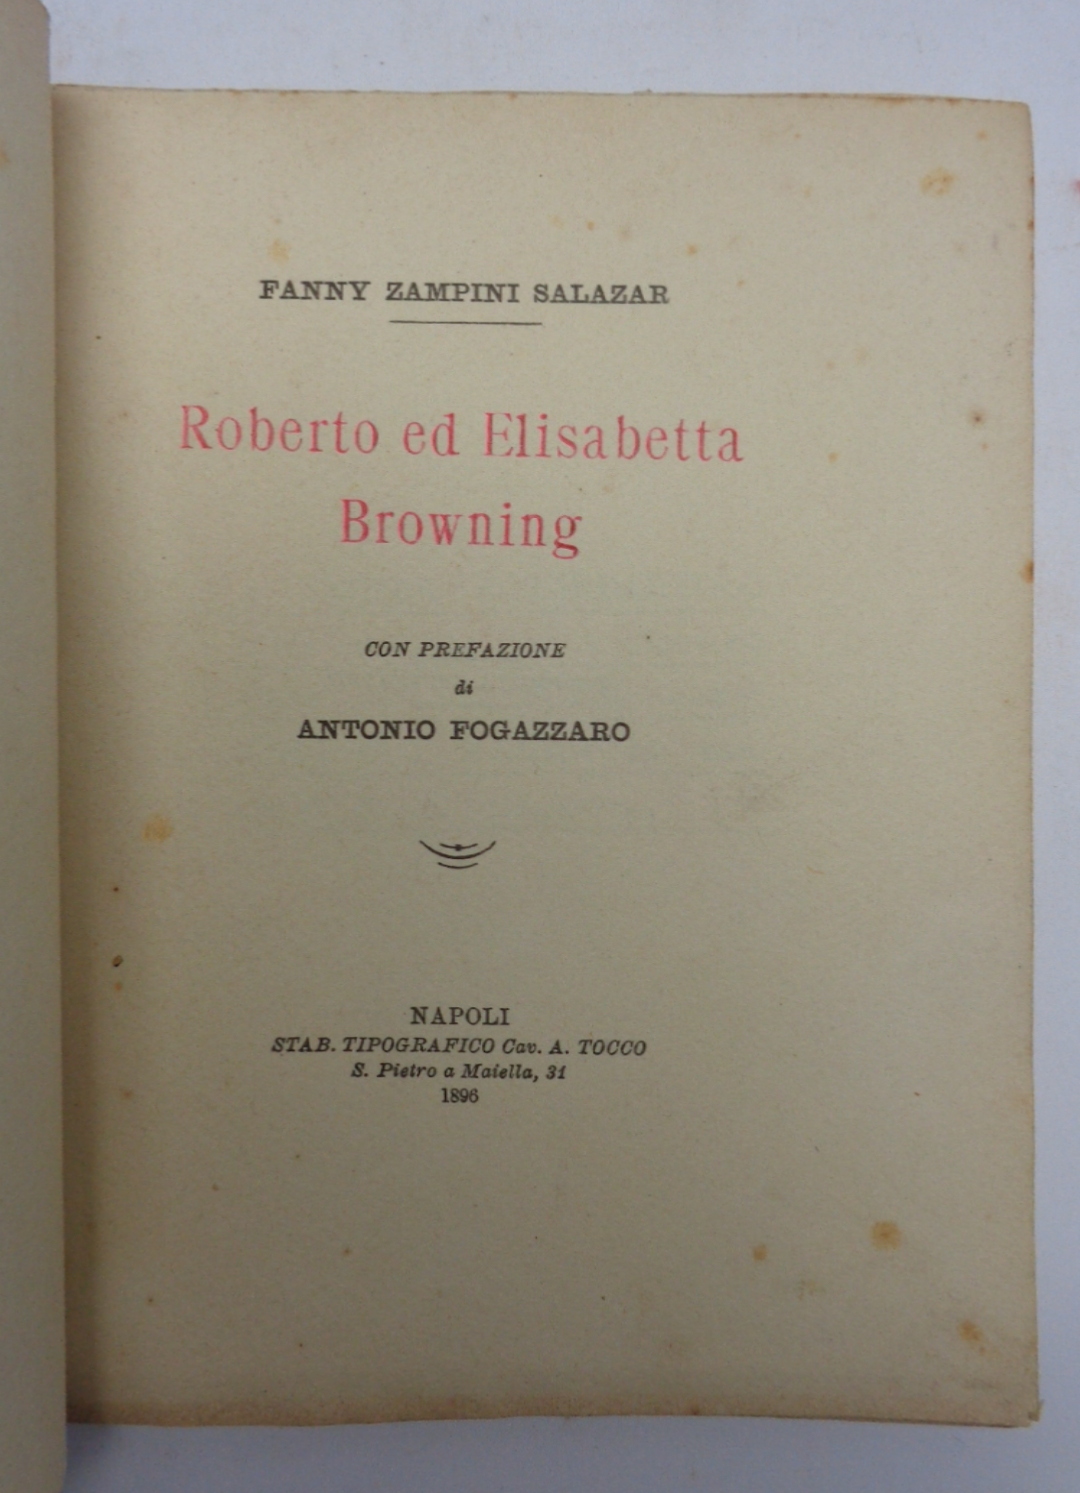 FANNY ZAMPINI SALAZAR
Roberto ed Elisabetta
Browning
CON PREFAZIONE
di
ANTONIO FOGAZZARO
NAPOLI
STAB. TIPOGRAFICO Cav. A. TOCCO
S. Pietro a Maiella, 31
1896